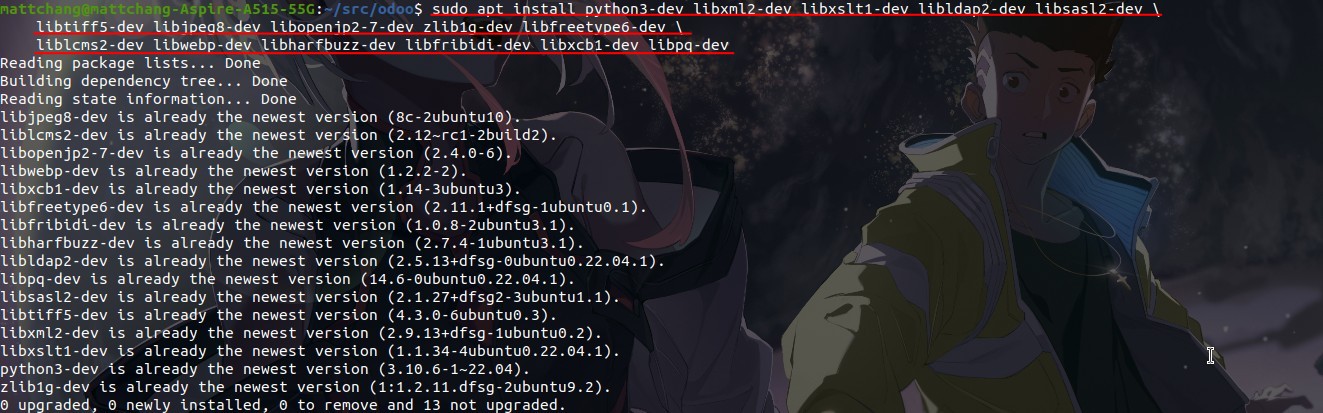 mattchang@mattchang-Aspire-A515-55G:~/src/odoo$ sudo apt install python3-dev libxml2-dev libxslt1-dev libldap2-dev libsasl2-dev \
    libtiff5-dev libjpeg8-dev libopenjp2-7-dev zlib1g-dev libfreetype6-dev \
    liblcms2-dev libwebp-dev libharfbuzz-dev libfribidi-dev libxcb1-dev libpq-dev
Reading package lists... Done
Building dependency tree... Done
Reading state information... Done
libjpeg8-dev is already the newest version (8c-2ubuntu10).
liblcms2-dev is already the newest version (2.12~rc1-2build2).
libopenjp2-7-dev is already the newest version (2.4.0-6).
libwebp-dev is already the newest version (1.2.2-2).
libxcb1-dev is already the newest version (1.14-3ubuntu3).
libfreetype6-dev is already the newest version (2.11.1+dfsg-1ubuntu0.1).
libfribidi-dev is already the newest version (1.0.8-2ubuntu3.1).
libharfbuzz-dev is already the newest version (2.7.4-1ubuntu3.1).
libldap2-dev is already the newest version (2.5.13+dfsg-0ubuntu0.22.04.1).
libpq-dev is already the newest version (14.6-0ubuntu0.22.04.1).
libsasl2-dev is already the newest version (2.1.27+dfsg2-3ubuntu1.1).
libtiff5-dev is already the newest version (4.3.0-6ubuntu0.3).
libxml2-dev is already the newest version (2.9.13+dfsg-1ubuntu0.2).
libxslt1-dev is already the newest version (1.1.34-4ubuntu0.22.04.1).
python3-dev is already the newest version (3.10.6-1~22.04).
zlib1g-dev is already the newest version (1:1.2.11.dfsg-2ubuntu9.2).
0 upgraded, 0 newly installed, 0 to remove and 13 not upgraded.